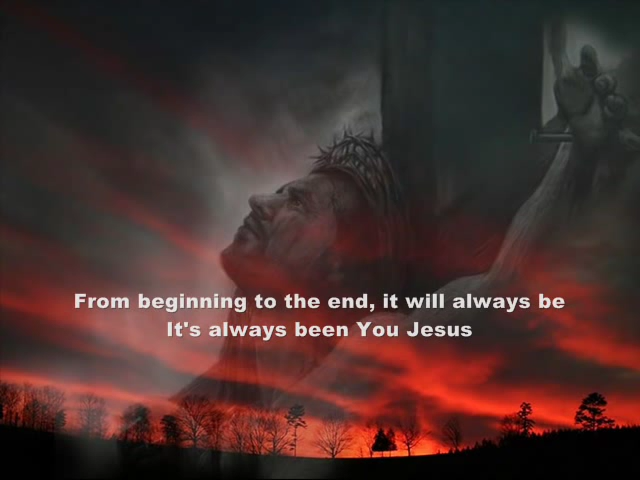 From beginning to the end, it will always be
It's always been You Jesus